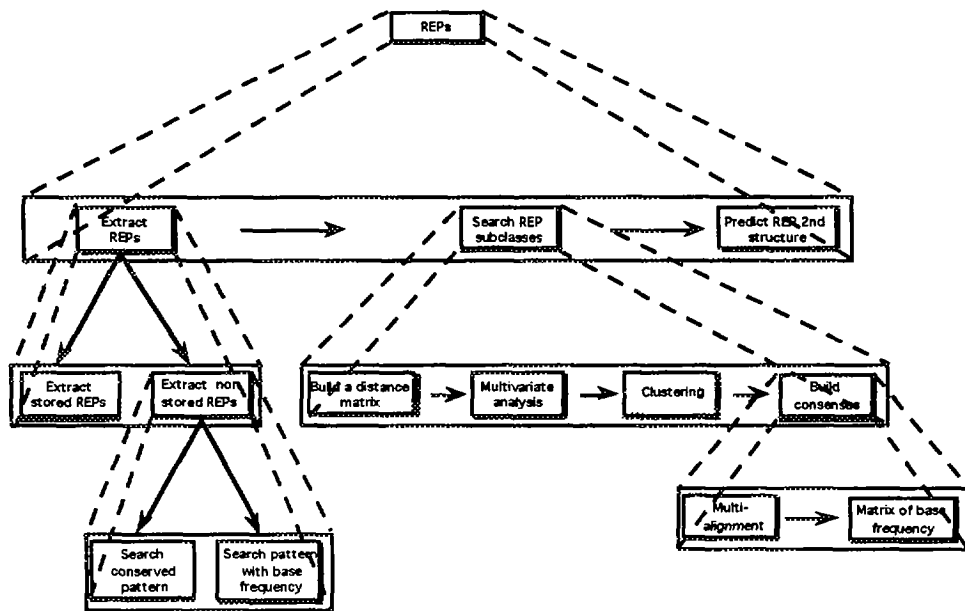 REPs
Extract
REPs
Search REP
subclasses
Predict REP 2nd
structure
Extract
stored REPs
Extract non
stored REPs
Build a distance
matrix
Multivariate
analysis
Clustering
Build
consenses
Multi-
alignment
Matrix of base
frequency
Search
conserved
pattern
Search pattern
with base
frequency